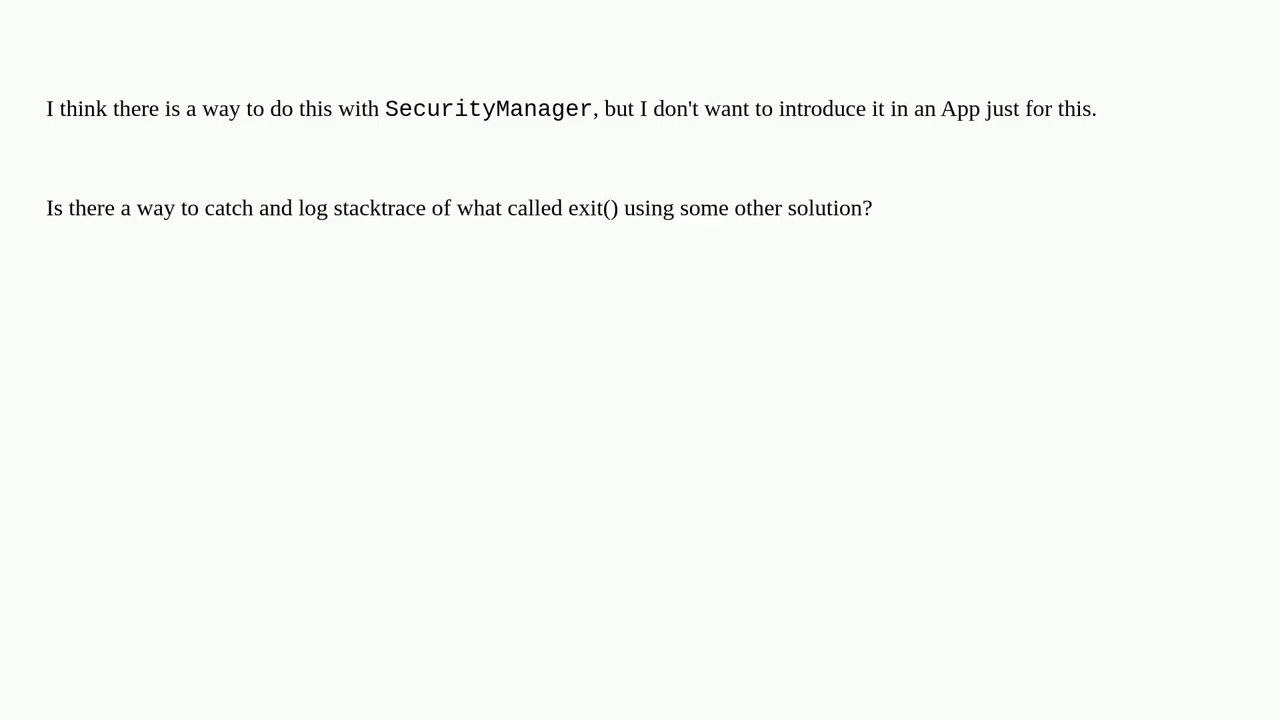 I think there is a way to do this with SecurityManager, but I don't want to introduce it in an App just for this.
Is there a way to catch and log stacktrace of what called exit() using some other solution?